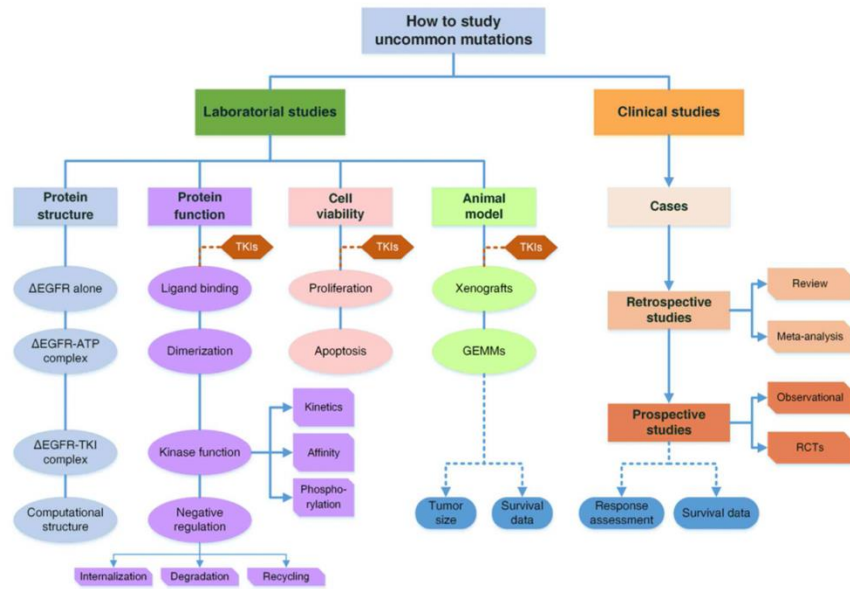 How to study
uncommon mutations
Laboratorial studies
Clinical studies
Protein
structure
Protein
function
Cell
viability
Animal
model
Cases
TKIs
TKIs
TKIs
ΔEGFR alone
Ligand binding
Proliferation
Xenografts
Retrospective
studies
Review
Meta-analysis
ΔEGFR-ATP
complex
Dimerization
Apoptosis
GEMMs
Kinetics
Affinity
Phospho-
rylation
Prospective
studies
Observational
RCTs
ΔEGFR-TKI
complex
Kinase function
Computational
structure
Negative
regulation
Tumor
size
Survival
data
Response
assessment
Survival data
Internalization
Degradation
Recycling